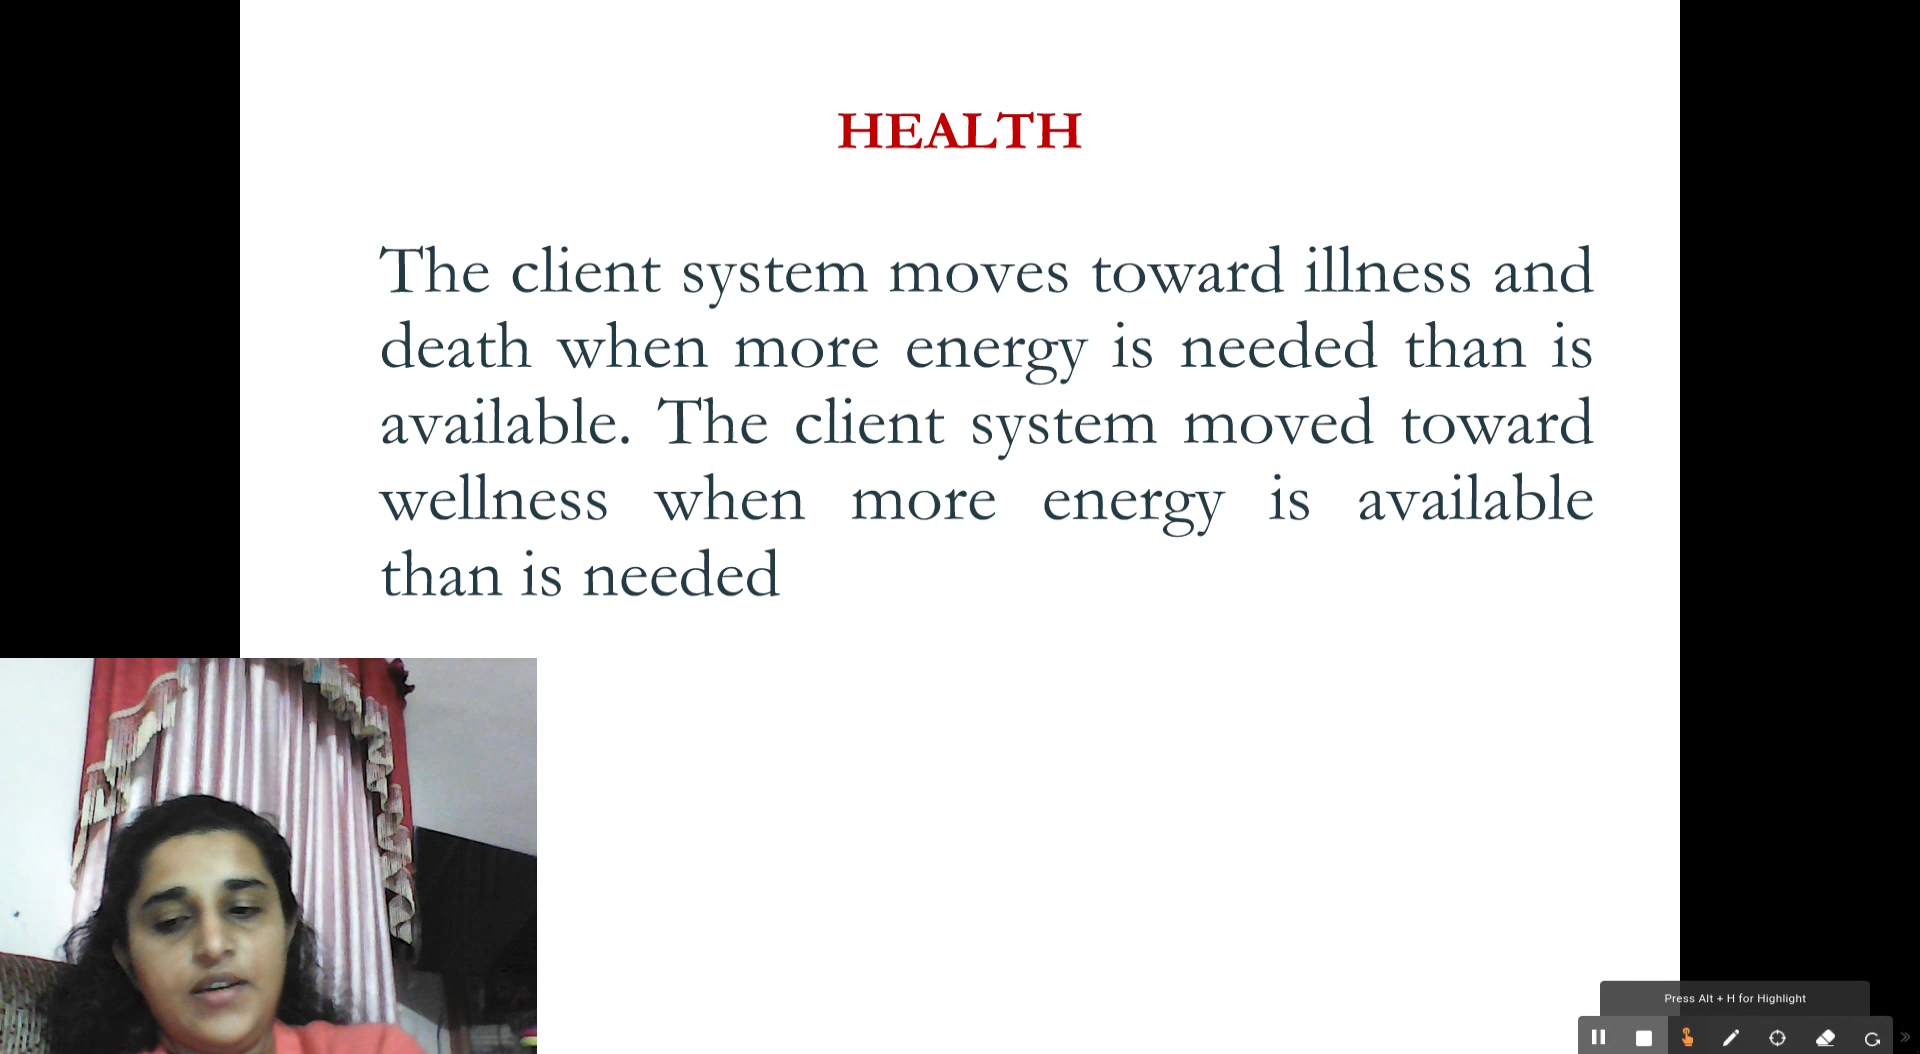 HEALTH
The client system moves toward illness and
death when more energy is needed than is
available. The client system moved toward
wellness when more energy is available
than is needed
Press Alt + H for Highlight